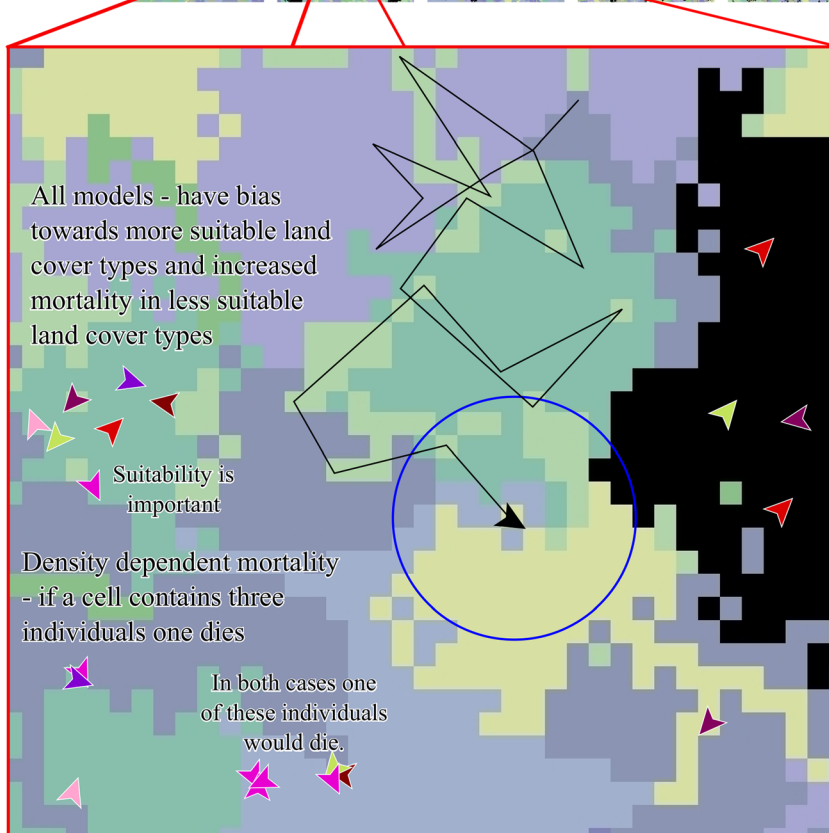 All models - have bias
towards more suitable land
cover types and increased
mortality in less suitable
land cover types
Suitability is
important
Density dependent mortality
- if a cell contains three
individuals one dies
In both cases one
of these individuals
would die.